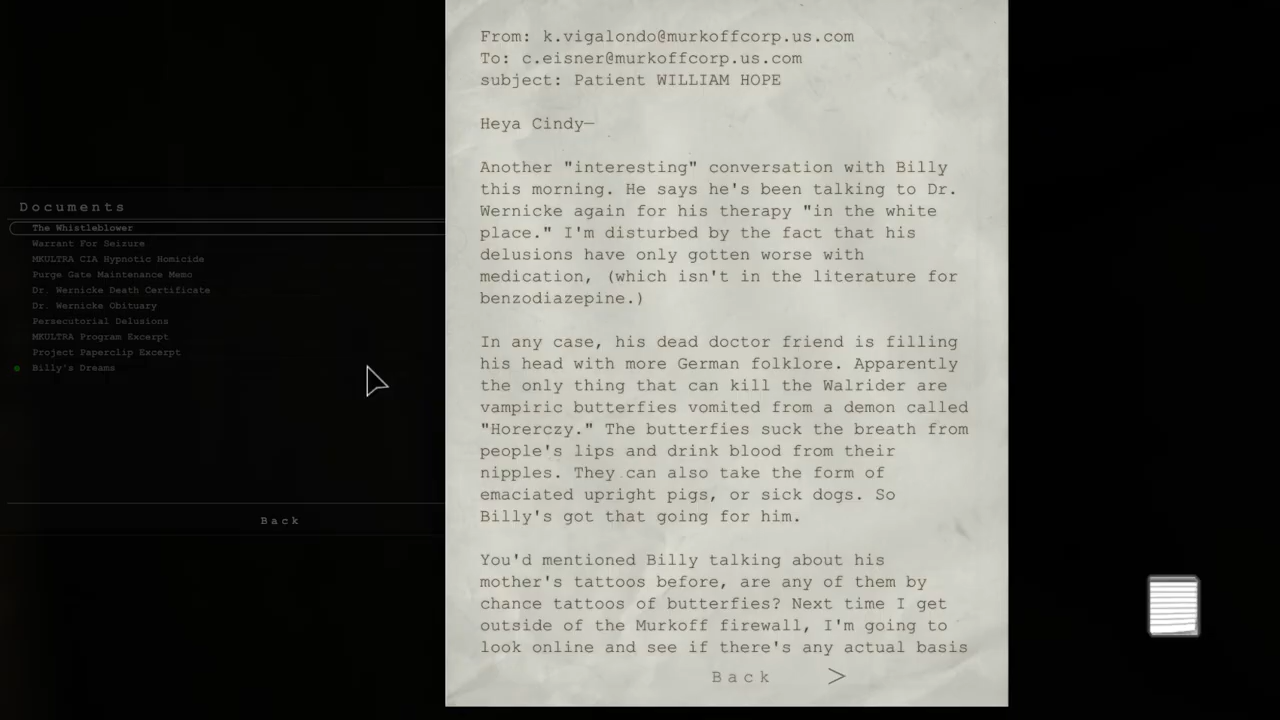 Documents
The Whistleblower
Warrant For Seizure
MKULTRA CIA Hypnotic Homicide
Purge Gate Maintenance Memo
Dr. Wernicke Death Certificate
Dr. Wernicke Obituary
Persecutorial Delusions
MKULTRA Program Excerpt
Project Paperclip Excerpt
Billy's Dreams
Back
From: k.vigalondo@murkoffcorp.us.com
To: c.eisner@murkoffcorp.us.com
subject: Patient WILLIAM HOPE
Heya Cindy—
Another "interesting" conversation with Billy
this morning. He says he's been talking to Dr.
Wernicke again for his therapy "in the white
place." I'm disturbed by the fact that his
delusions have only gotten worse with
medication, (which isn't in the literature for
benzodiazepine.)
In any case, his dead doctor friend is filling
his head with more German folklore. Apparently
the only thing that can kill the Walrider are
vampiric butterfies vomited from a demon called
"Horerczy." The butterfies suck the breath from
people's lips and drink blood from their
nipples. They can also take the form of
emaciated upright pigs, or sick dogs. So
Billy's got that going for him.
You'd mentioned Billy talking about his
mother's tattoos before, are any of them by
chance tattoos of butterfies? Next time I get
outside of the Murkoff firewall, I'm going to
look online and see if there's any actual basis
Back >